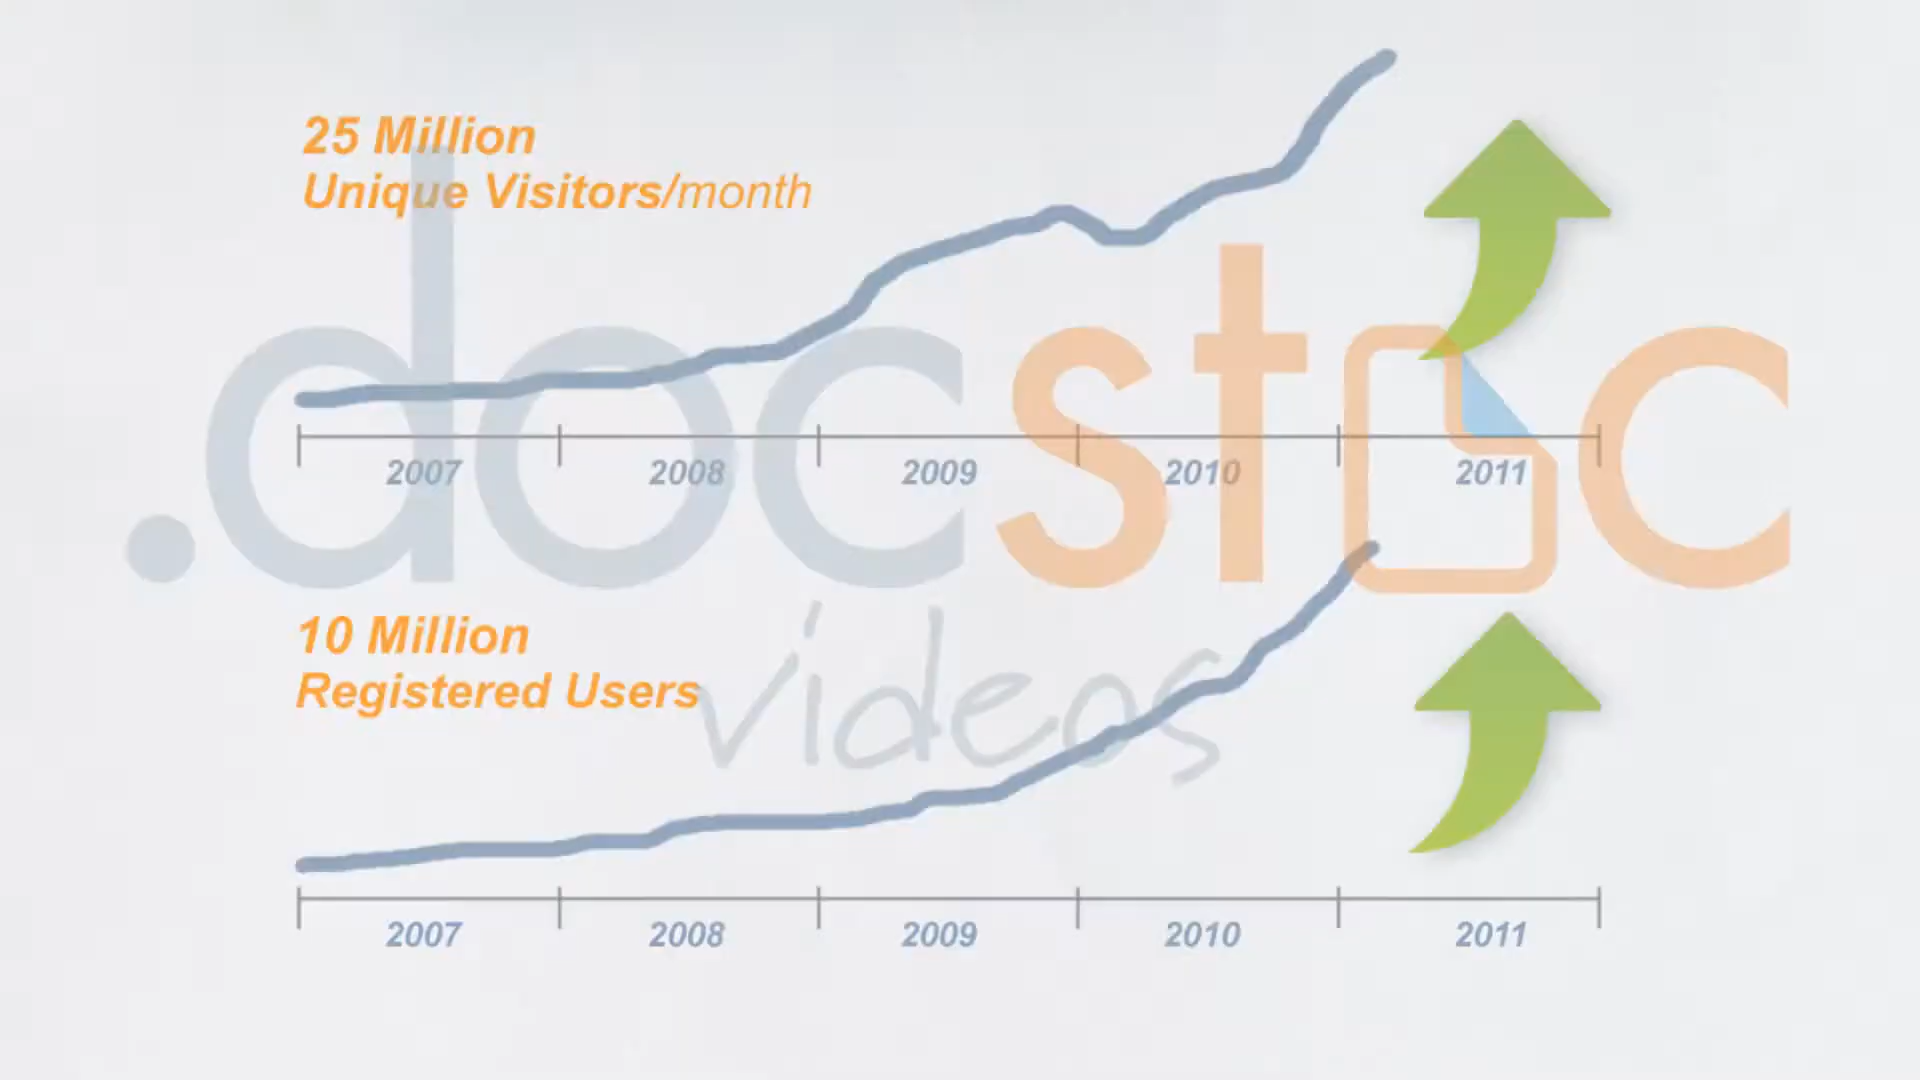 25 Million
Unique Visitors/month
2007 2008 2009 2010 2011
.docstoc
videos
10 Million
Registered Users
2007 2008 2009 2010 2011